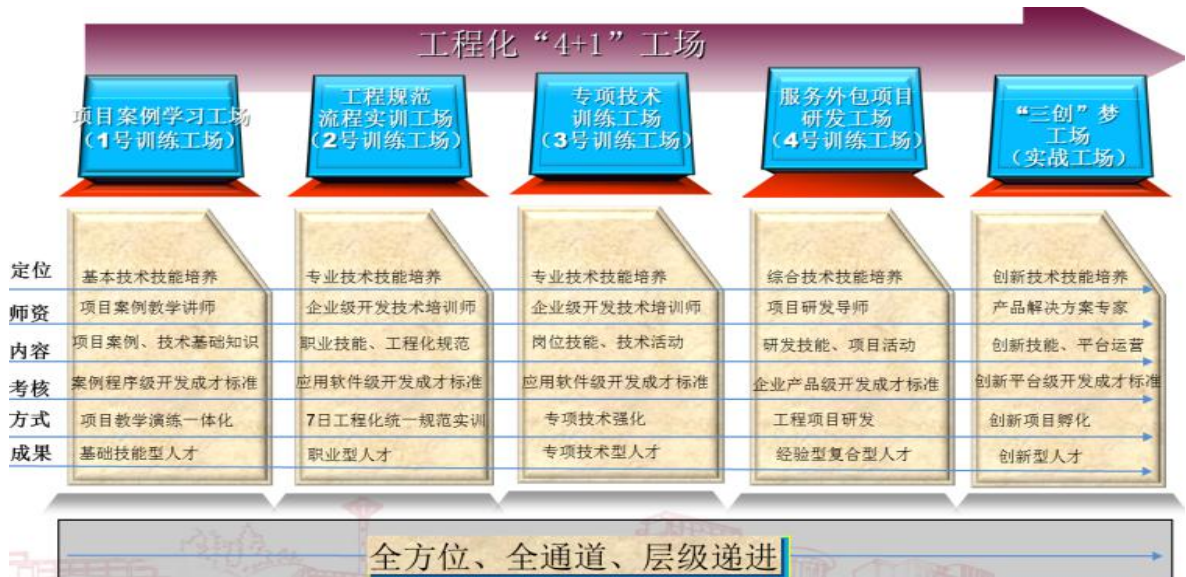 工程化“4+1”工场
项目案例学习工场
（1号训练工场）
工程规范
流程实训工场
（2号训练工场）
专项技术
训练工场
（3号训练工场）
服务外包项目
研发工场
（4号训练工场）
“三创”梦
工场
（实战工场）
定位 基本技术技能培养 专业技术技能培养 专业技术技能培养 综合技术技能培养 创新技术技能培养
师资 项目案例教学讲师 企业级开发技术培训师 企业级开发技术培训师 项目研发导师 产品解决方案专家
内容 项目案例、技术基础知识 职业技能、工程化规范 岗位技能、技术活动 研发技能、项目活动 创新技能、平台运营
考核 案例程序级开发成才标准 应用软件级开发成才标准 应用软件级开发成才标准 企业产品级开发成才标准 创新平台级开发成才标准
方式 项目教学演练一体化 7日工程化统一规范实训 专项技术强化 工程项目研发 创新项目孵化
成果 基础技能型人才 职业型人才 专项技术型人才 经验型复合型人才 创新型人才
全方位、全通道、层级递进